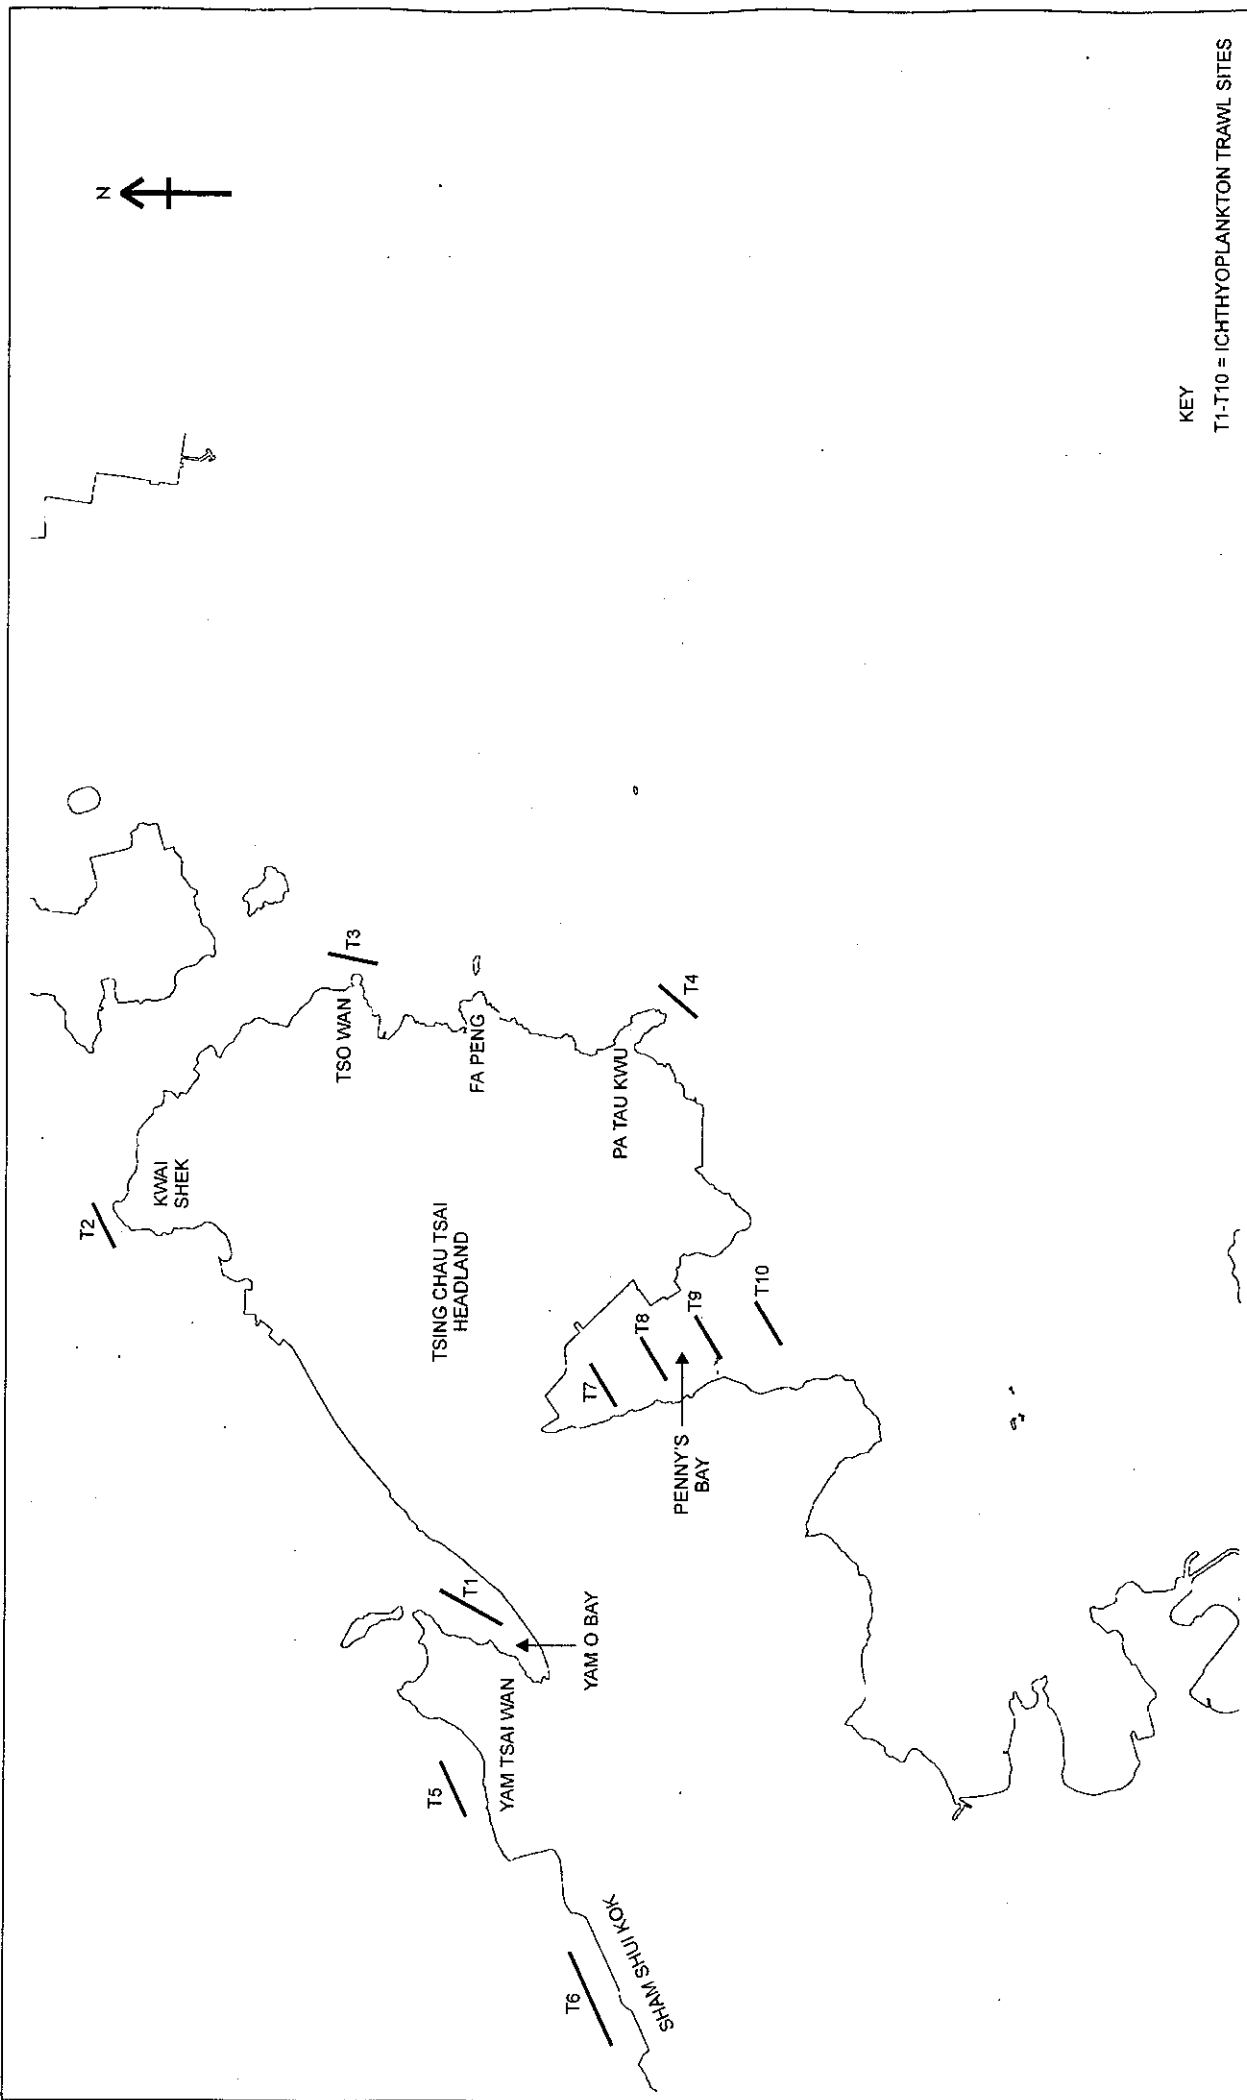 N
T2
KWAI
SHEK
T3
TSO WAN
FA PENG
T4
PA TAU KWU
TSING CHAU TSAI
HEADLAND
T1
YAM O BAY
YAM TSAI WAN
T5
T6
SHAM SHUI KOK
T7
T8
T9
T10
PENNY'S
BAY
KEY
T1-T10 = ICHTHYOPLANKTON TRAWL SITES